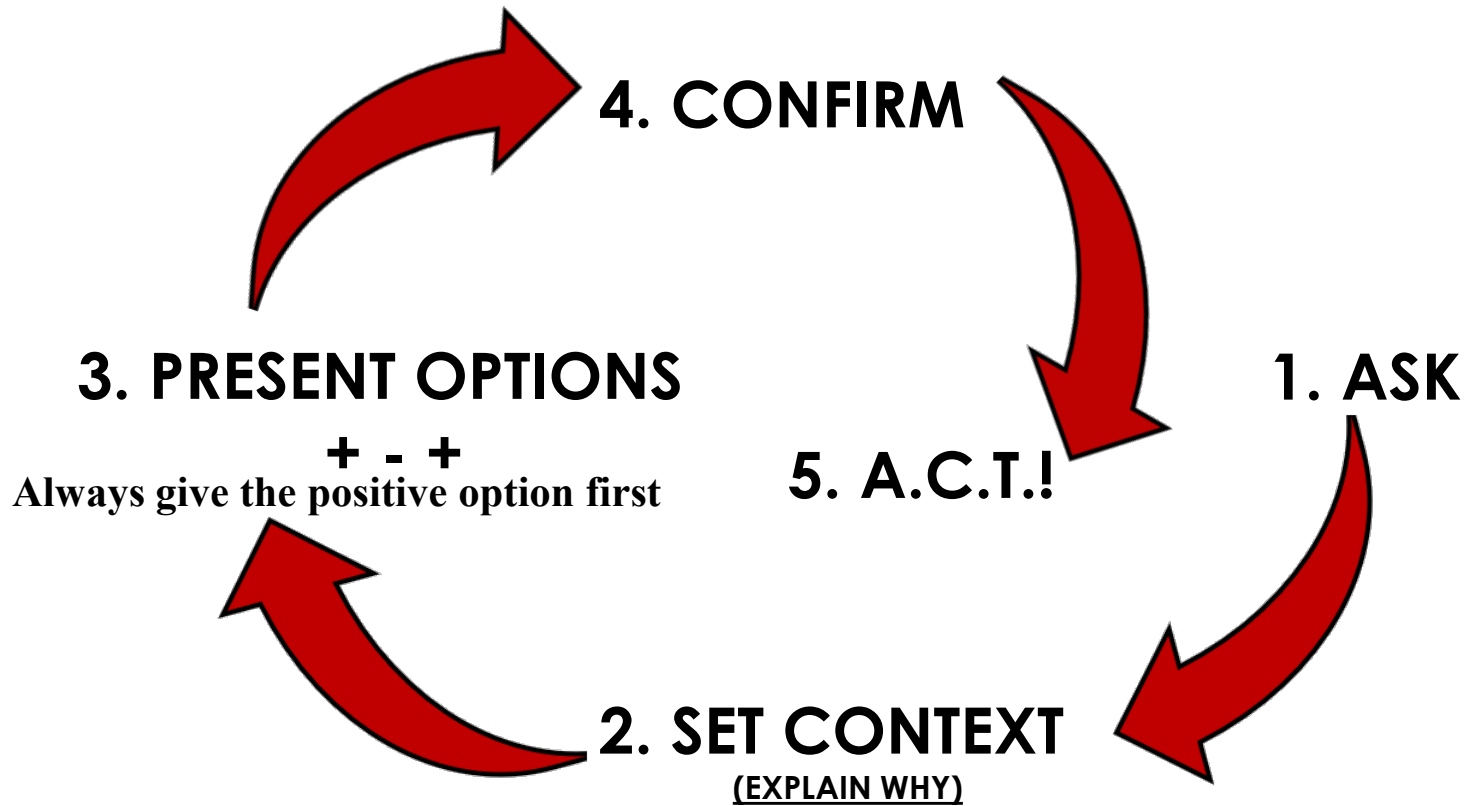 4. CONFIRM
3. PRESENT OPTIONS
+ - +
Always give the positive option first
1. ASK
5. A.C.T.!
2. SET CONTEXT
(EXPLAIN WHY)